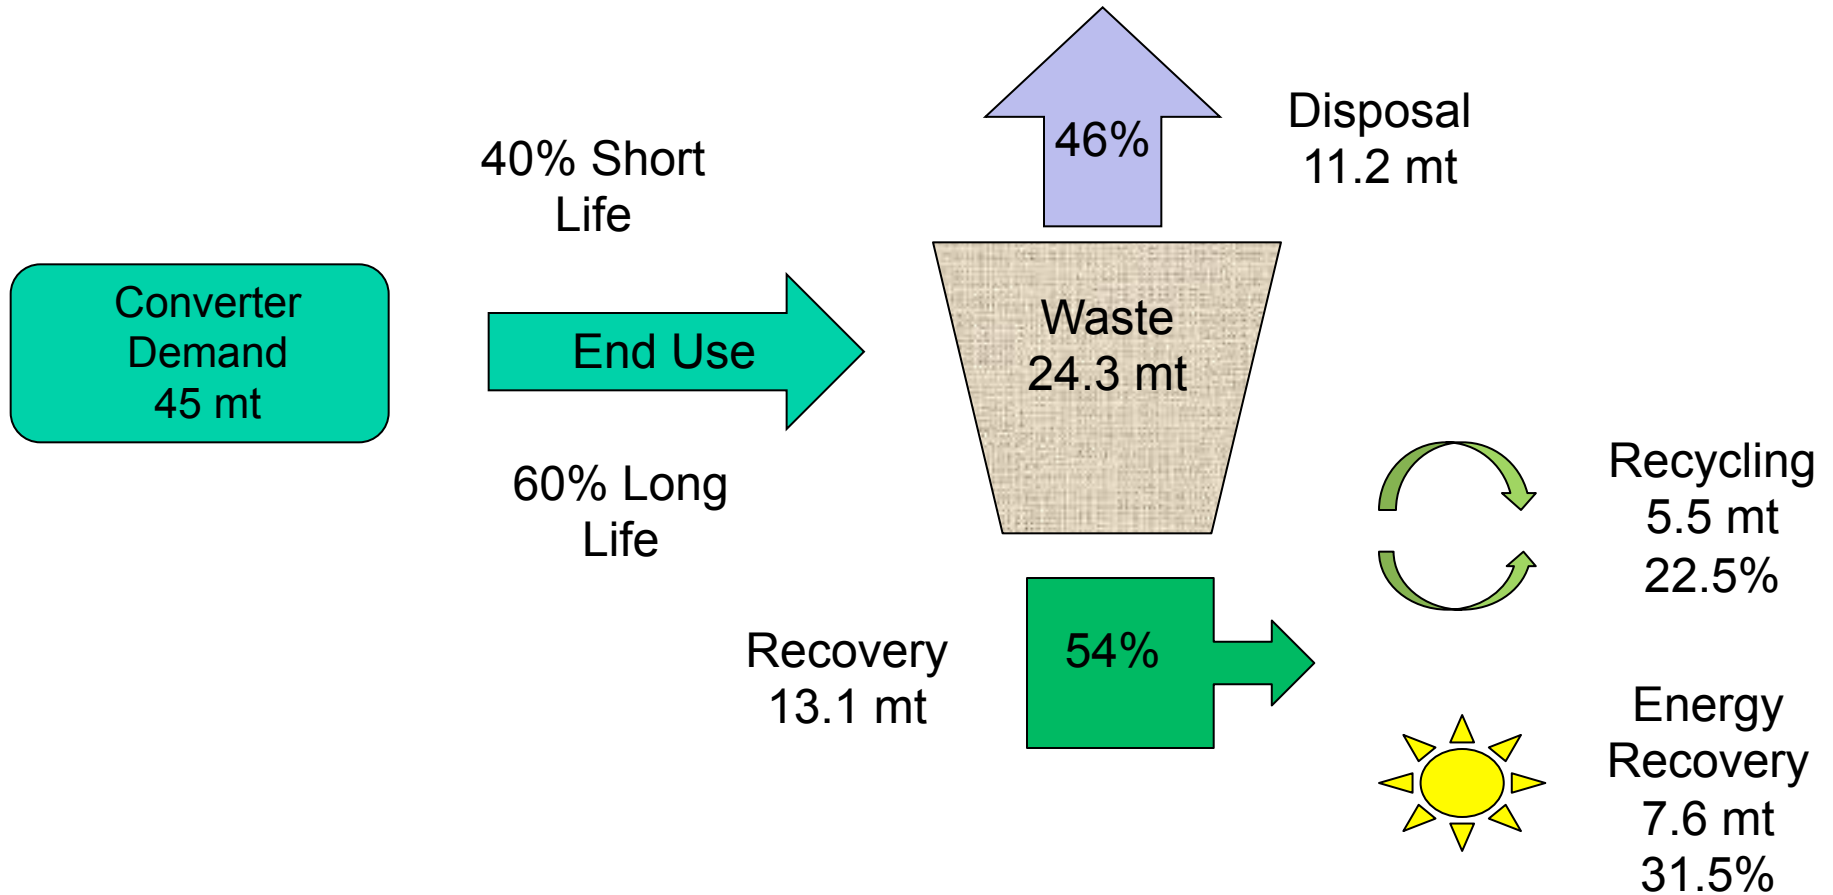 Converter
Demand
45 mt
40% Short
Life
End Use
60% Long
Life
46%
Disposal
11.2 mt
Waste
24.3 mt
Recovery
13.1 mt
54%
Recycling
5.5 mt
22.5%
Energy
Recovery
7.6 mt
31.5%